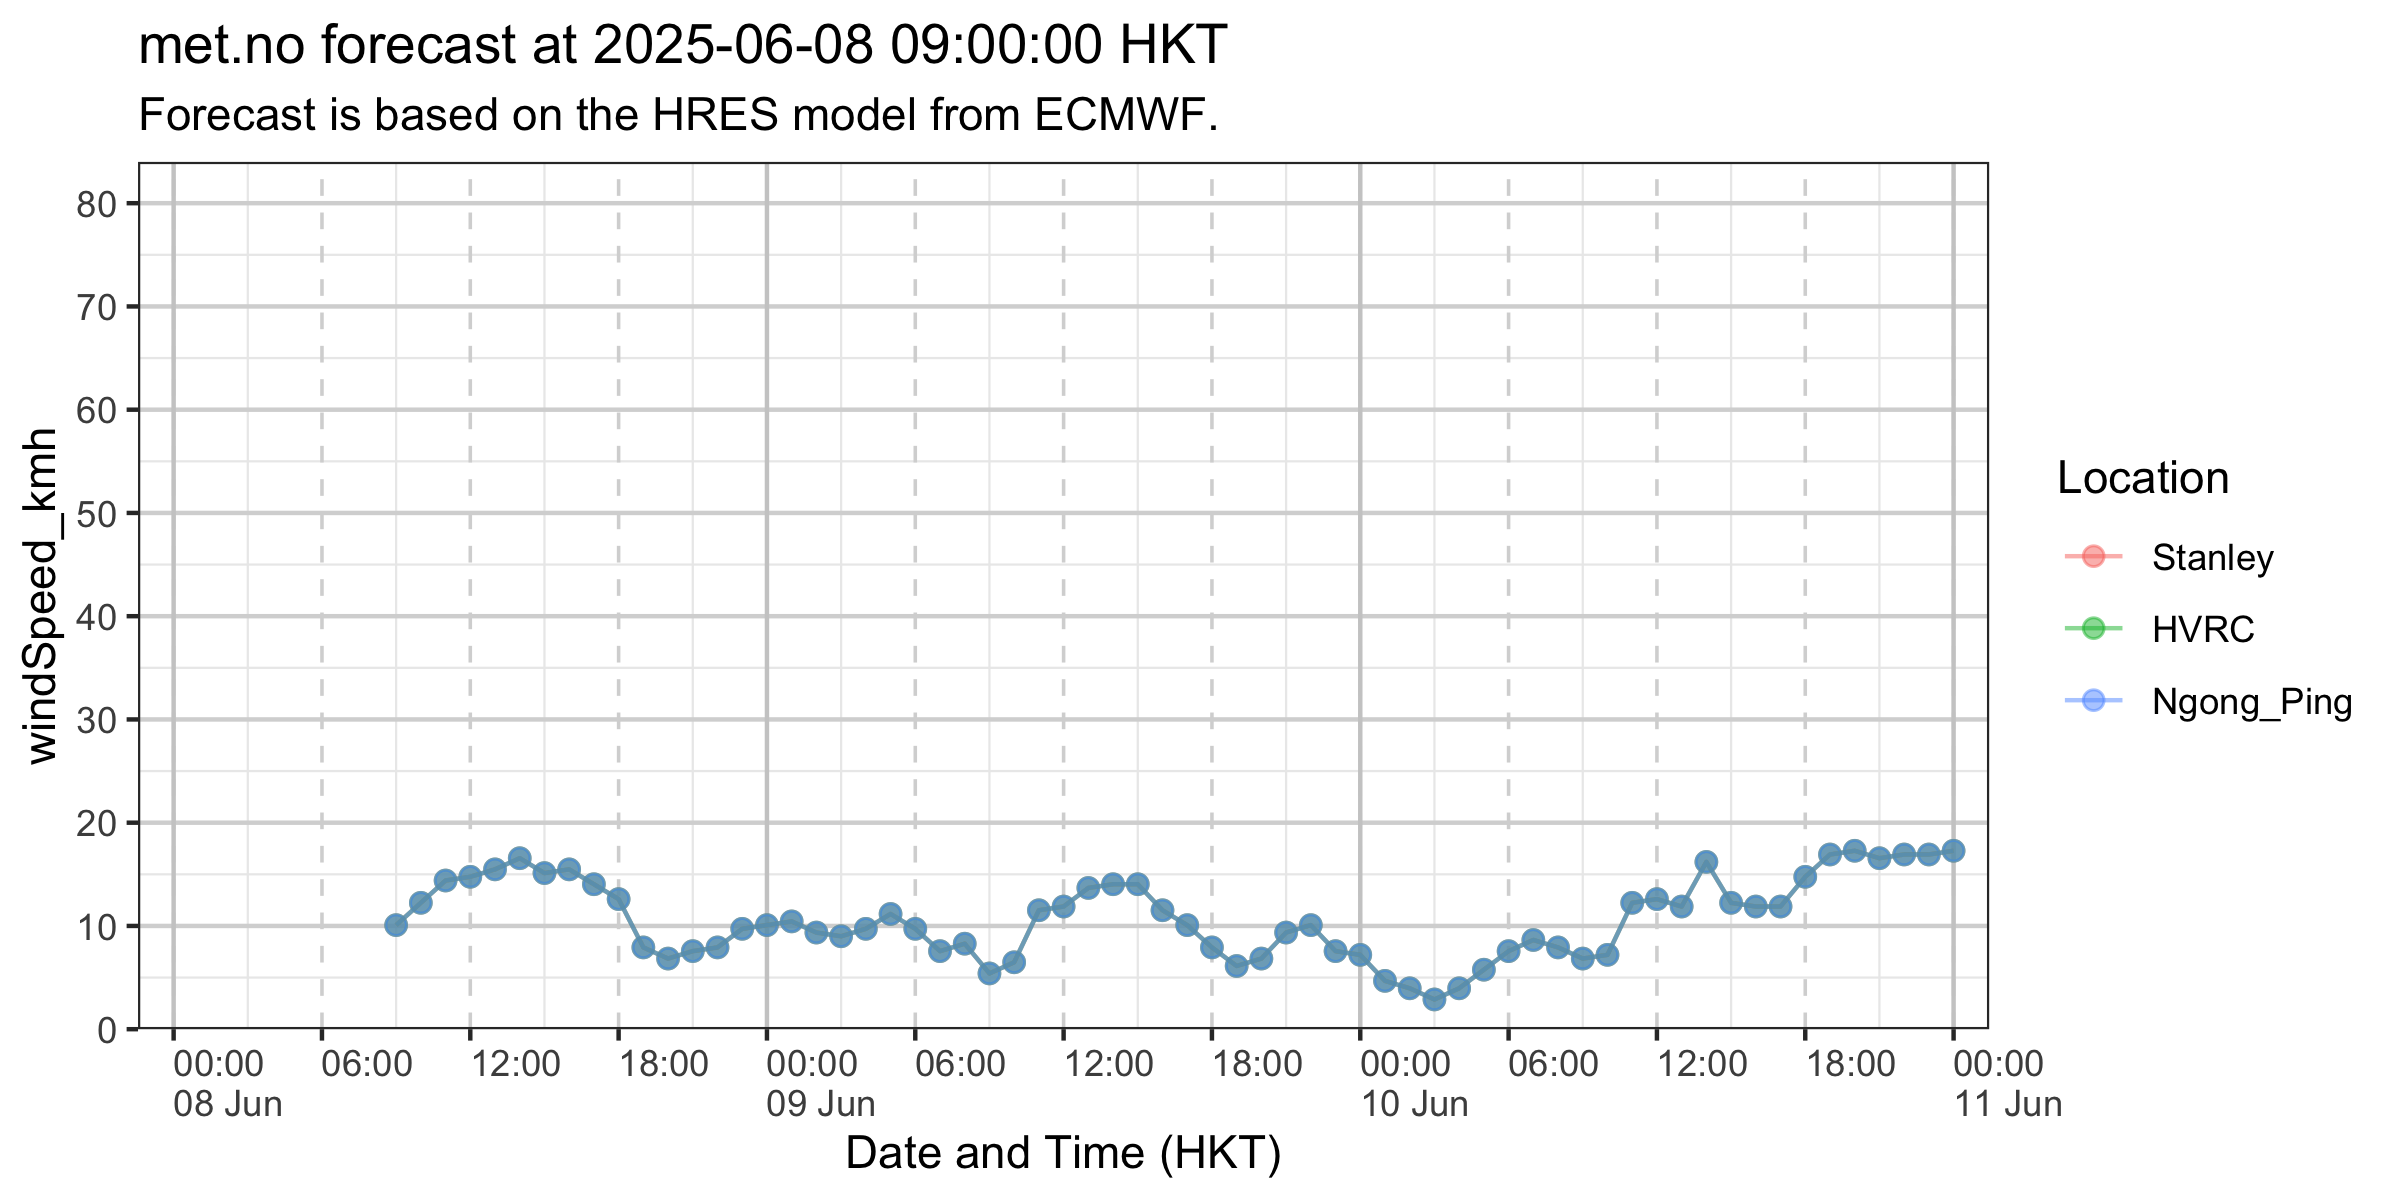 met.no forecast at 2025-06-08 09:00:00 HKT
Forecast is based on the HRES model from ECMWF.
windSpeed_kmh
80
70
60
50
40
30
20
10
0
00:00 06:00 12:00 18:00 00:00 06:00 12:00 18:00 00:00 06:00 12:00 18:00 00:00
08 Jun 09 Jun 10 Jun 11 Jun
Date and Time (HKT)
Location
Stanley
HVRC
Ngong_Ping